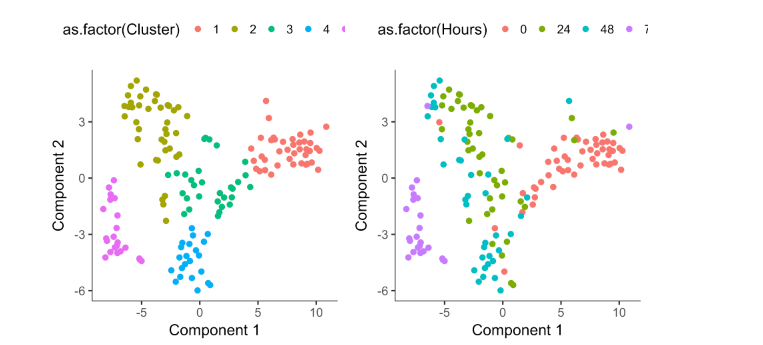 as.factor(Cluster) 1 2 3 4
as.factor(Hours) 0 24 48
Component 2
3
0
-3
-6
-5 0 5 10
Component 1
Component 2
3
0
-3
-6
-5 0 5 10
Component 1